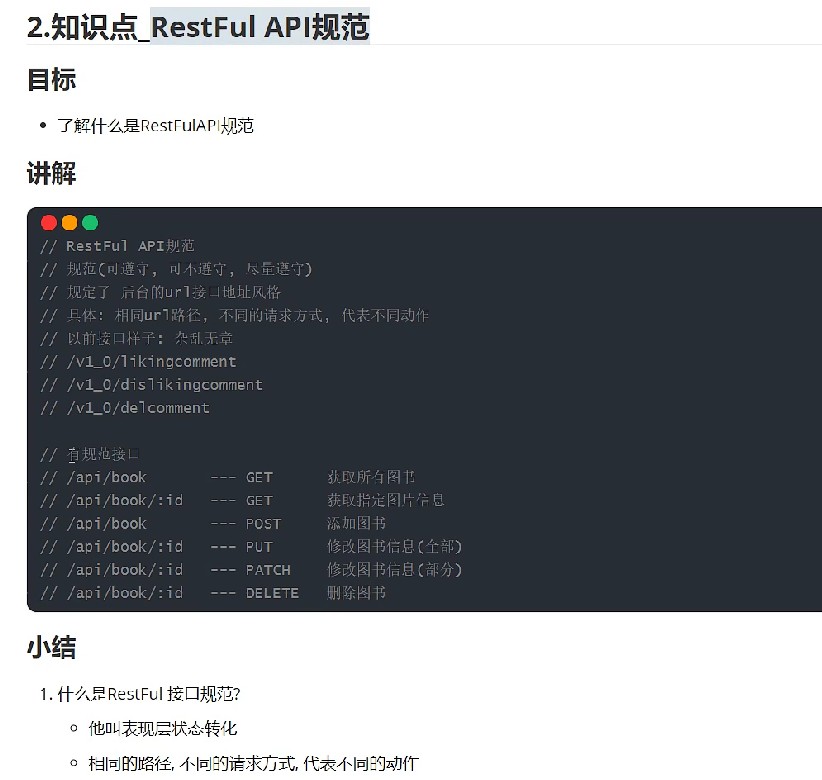 2.知识点_RestFul API规范
目标
• 了解什么是RestFulAPI规范
讲解
// RestFul API规范
// 规范(可遵守, 可不遵守, 尽量遵守)
// 规定了 后台的url接口地址风格
// 具体: 相同url路径, 不同的请求方式, 代表不同动作
// 以前接口样子: 杂乱无章
// /v1_0/likingcomment
// /v1_0/dislikingcomment
// /v1_0/delcomment
// 有规范接口
// /api/book --- GET 获取所有图书
// /api/book/:id --- GET 获取指定图片信息
// /api/book --- POST 添加图书
// /api/book/:id --- PUT 修改图书信息(全部)
// /api/book/:id --- PATCH 修改图书信息(部分)
// /api/book/:id --- DELETE 删除图书
小结
1. 什么是RestFul 接口规范?
○ 他叫表现层状态转化
○ 相同的路径, 不同的请求方式, 代表不同的动作